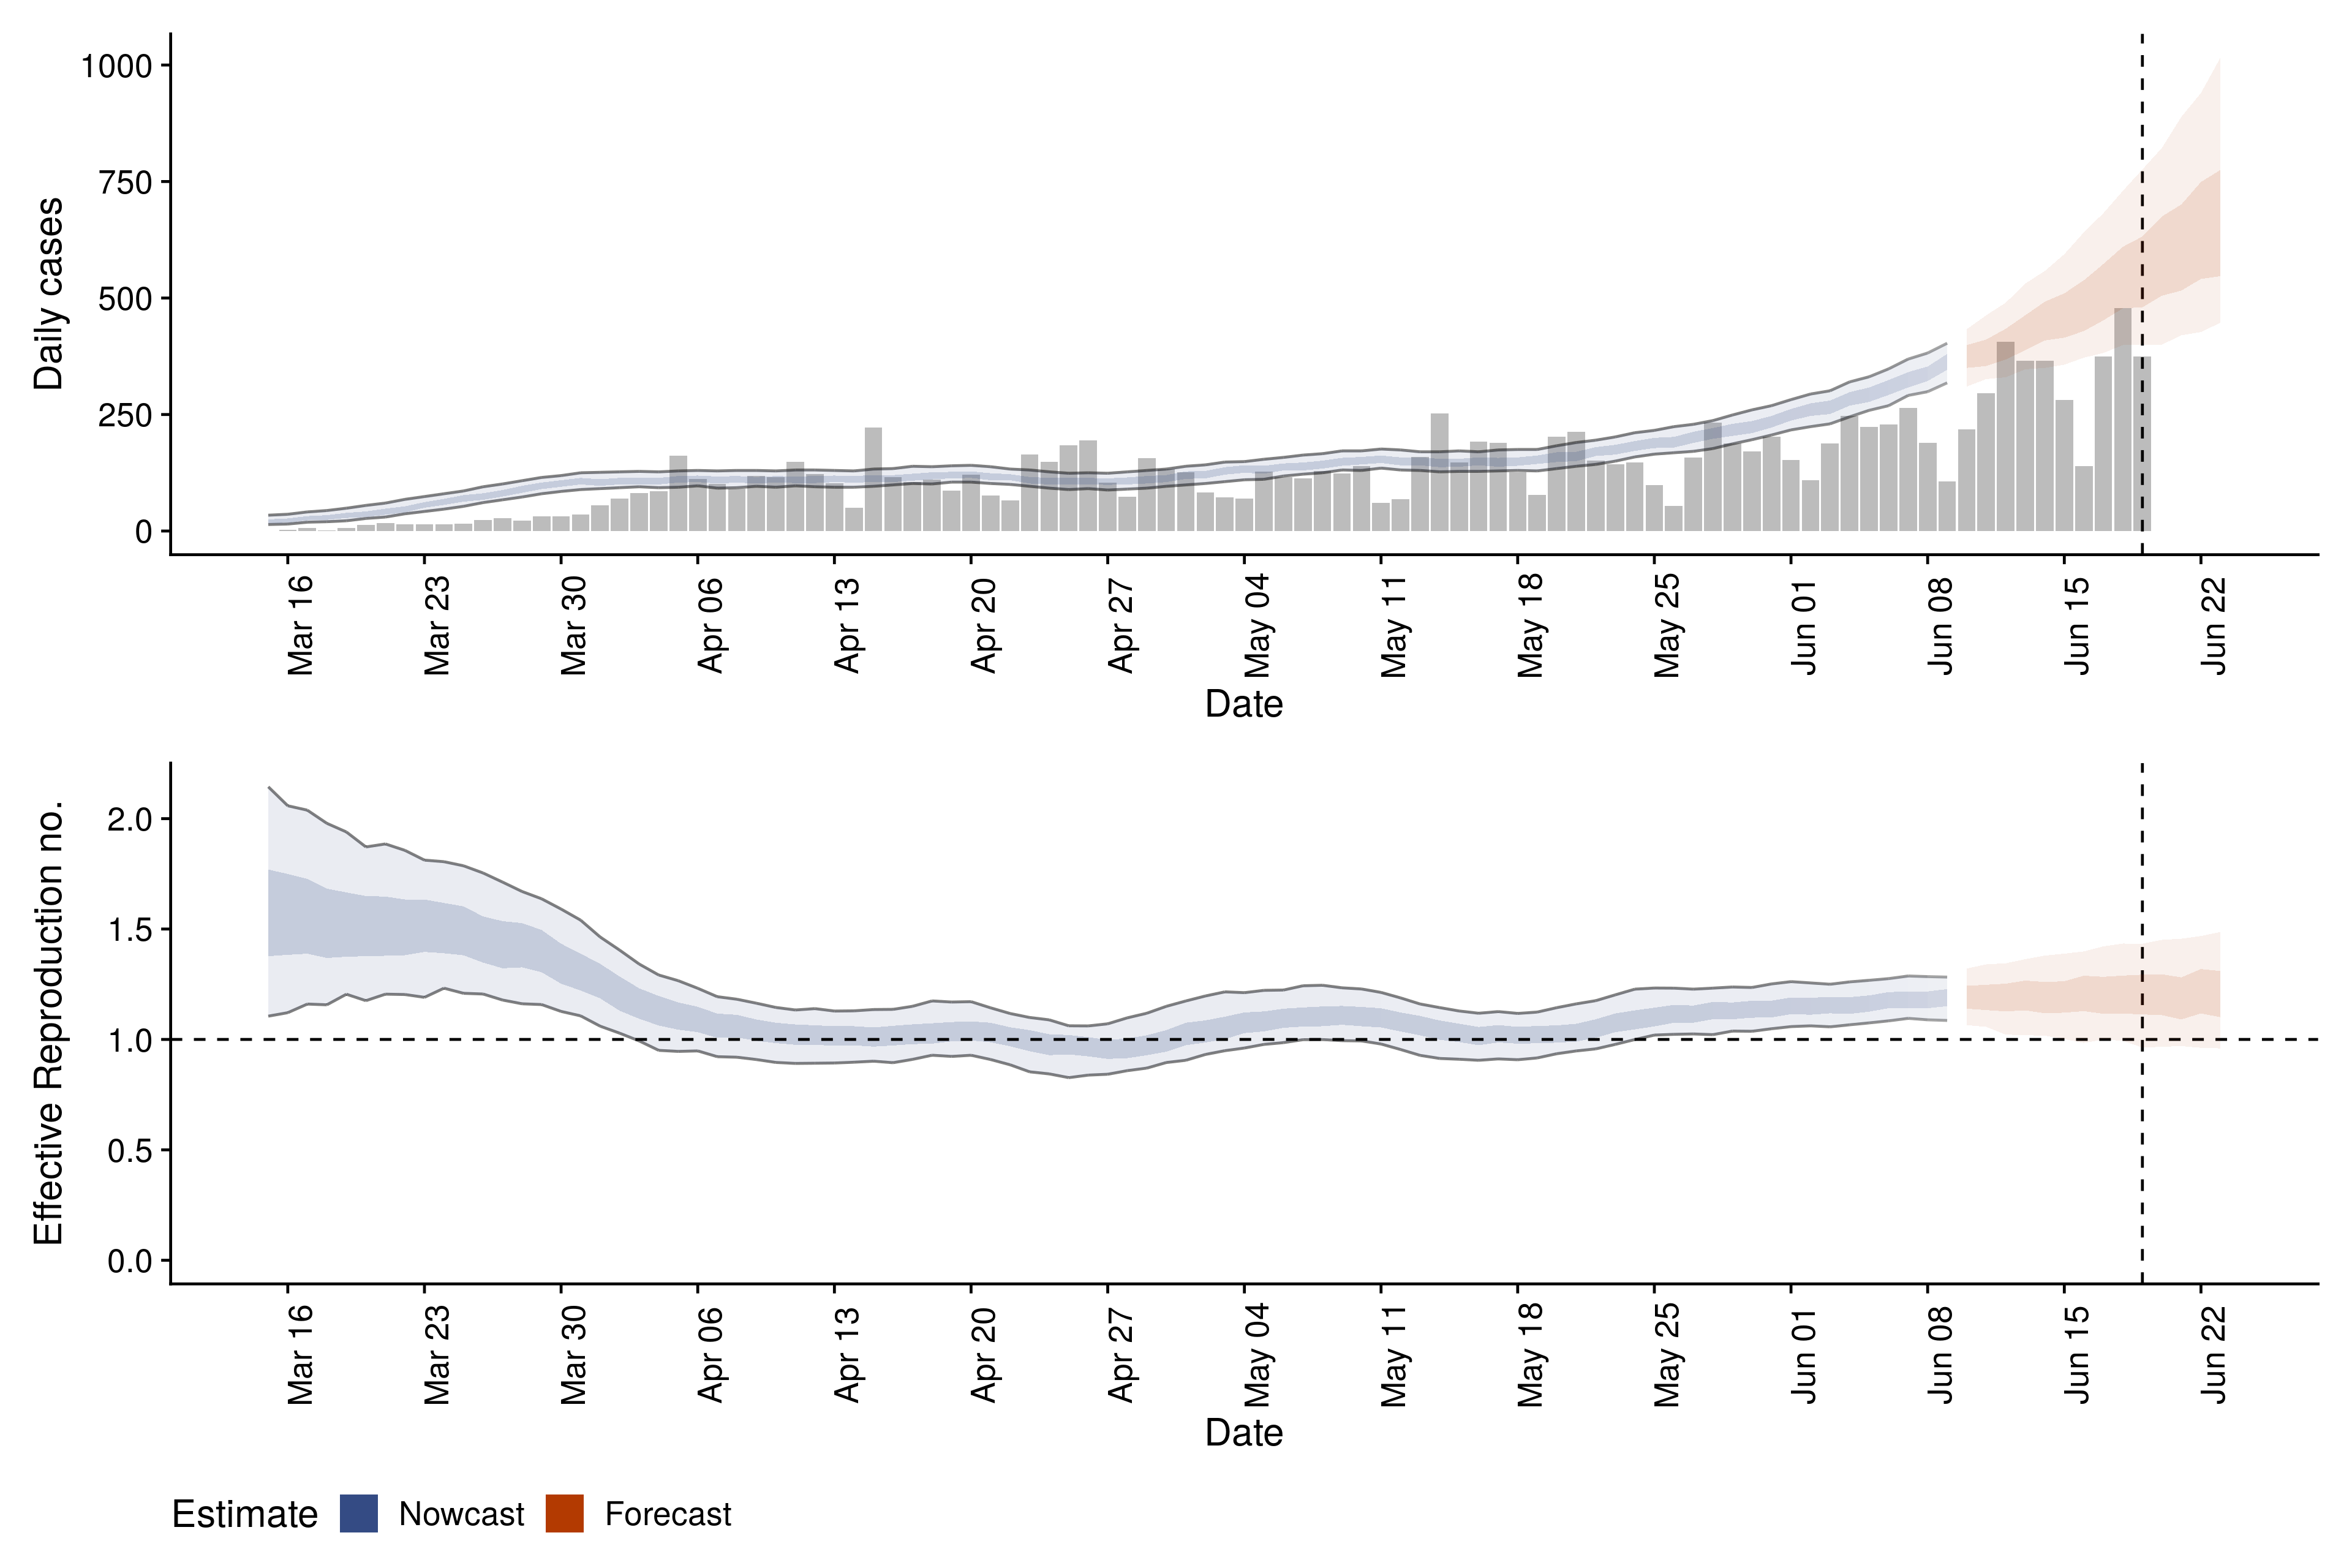 Daily cases
1000
750
500
250
0
Mar 16
Mar 23
Mar 30
Apr 06
Apr 13
Apr 20
Apr 27
May 04
May 11
May 18
May 25
Jun 01
Jun 08
Jun 15
Jun 22
Date
Effective Reproduction no.
2.0
1.5
1.0
0.5
0.0
Mar 16
Mar 23
Mar 30
Apr 06
Apr 13
Apr 20
Apr 27
May 04
May 11
May 18
May 25
Jun 01
Jun 08
Jun 15
Jun 22
Date
Estimate Nowcast Forecast